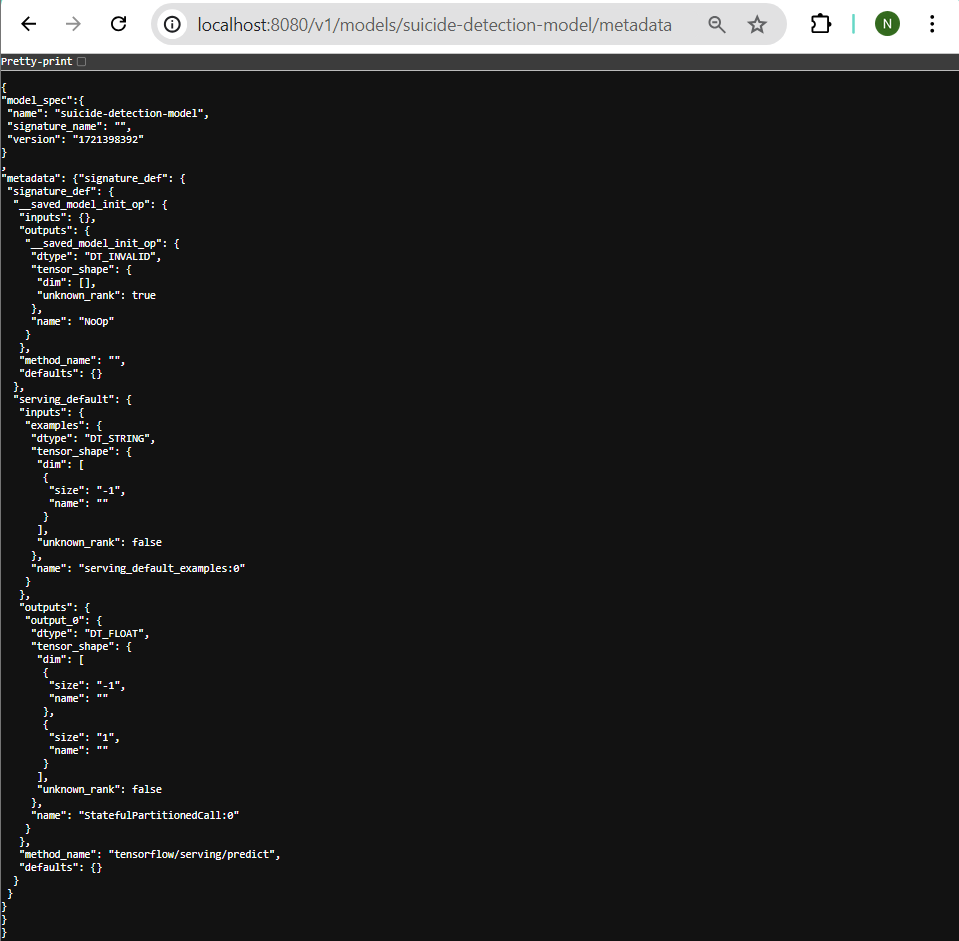 localhost:8080/v1/models/suicide-detection-model/metadata
N
Pretty-print
{
"model_spec":{
 "name": "suicide-detection-model",
 "signature_name": "",
 "version": "1721398392"
}
,
"metadata": {"signature_def": {
 "signature_def": {
  "__saved_model_init_op": {
   "inputs": {},
   "outputs": {
    "__saved_model_init_op": {
     "dtype": "DT_INVALID",
     "tensor_shape": {
      "dim": [],
      "unknown_rank": true
     },
     "name": "NoOp"
    }
   },
   "method_name": "",
   "defaults": {}
  },
  "serving_default": {
   "inputs": {
    "examples": {
     "dtype": "DT_STRING",
     "tensor_shape": {
      "dim": [
       {
        "size": "-1",
        "name": ""
       }
      ],
      "unknown_rank": false
     },
     "name": "serving_default_examples:0"
    }
   },
   "outputs": {
    "output_0": {
     "dtype": "DT_FLOAT",
     "tensor_shape": {
      "dim": [
       {
        "size": "-1",
        "name": ""
       },
       {
        "size": "1",
        "name": ""
       }
      ],
      "unknown_rank": false
     },
     "name": "StatefulPartitionedCall:0"
    }
   },
   "method_name": "tensorflow/serving/predict",
   "defaults": {}
  }
 }
}
}
}